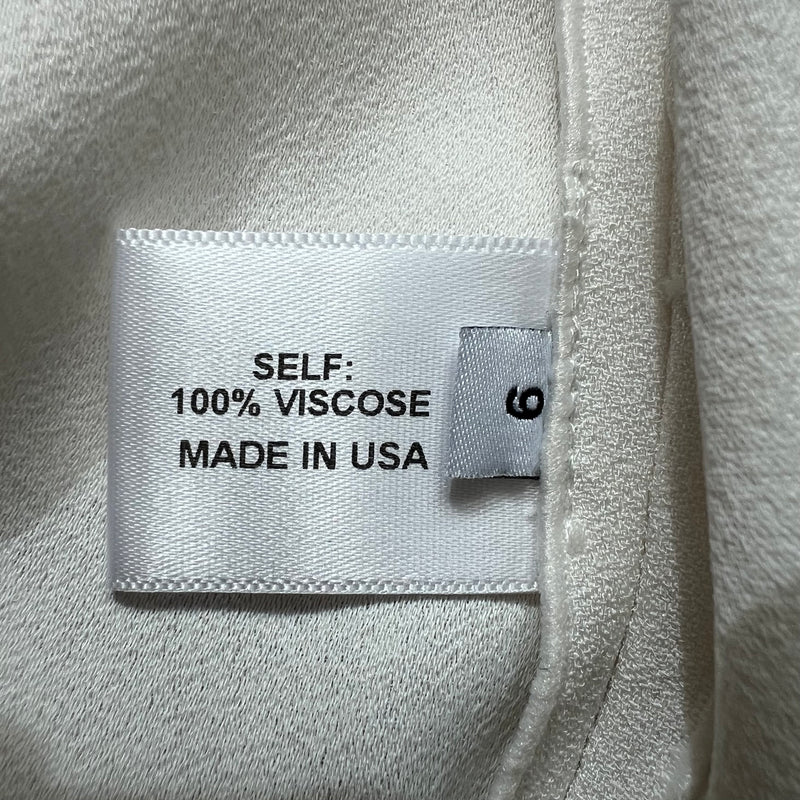 SELF:
100% VISCOSE
MADE IN USA
6